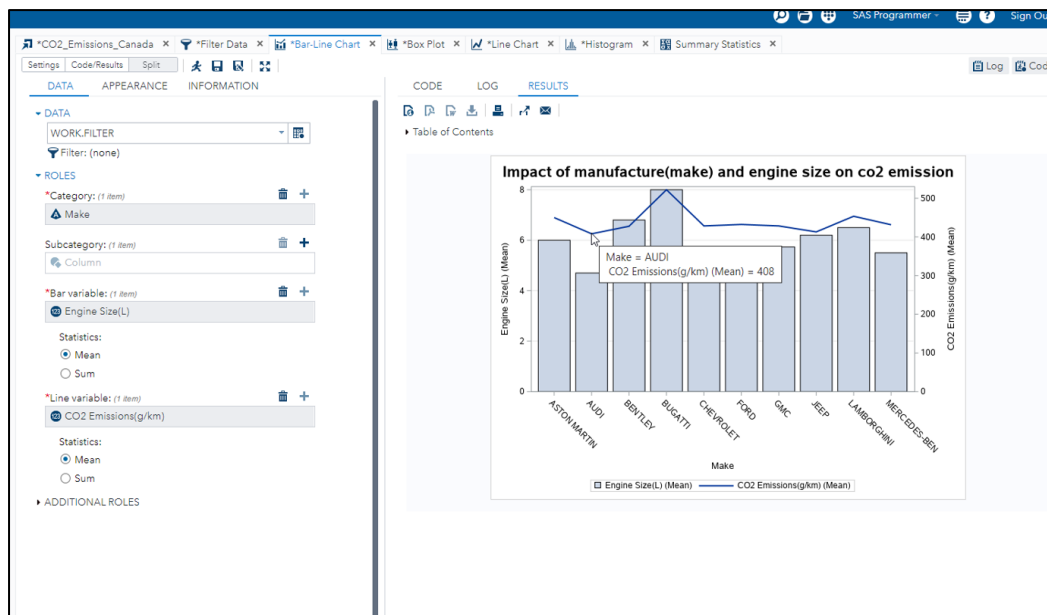 SAS Programmer
Sign Ou
*CO2_Emissions_Canada × *Filter Data × *Bar-Line Chart × *Box Plot × *Line Chart × *Histogram × Summary Statistics ×
Settings Code/Results Split
Log Cod
DATA APPEARANCE INFORMATION
CODE LOG RESULTS
DATA
WORK.FILTER
Filter: (none)
ROLES
*Category: (1 item)
Make
Subcategory: (1 item)
Column
*Bar variable: (1 item)
Engine Size(L)
Statistics:
Mean
Sum
*Line variable: (1 item)
CO2 Emissions(g/km)
Statistics:
Mean
Sum
ADDITIONAL ROLES
Table of Contents
Impact of manufacture(make) and engine size on co2 emission
Engine Size(L) (Mean)
8
6
4
2
0
Make = AUDI
CO2 Emissions(g/km) (Mean) = 408
500
400
300
200
100
0
CO2 Emissions(g/km) (Mean)
ASTON MARTIN
AUDI
BENTLEY
BUGATTI
CHEVROLET
FORD
GMC
JEEP
LAMBORGHINI
MERCEDES-BEN
Make
Engine Size(L) (Mean) CO2 Emissions(g/km) (Mean)